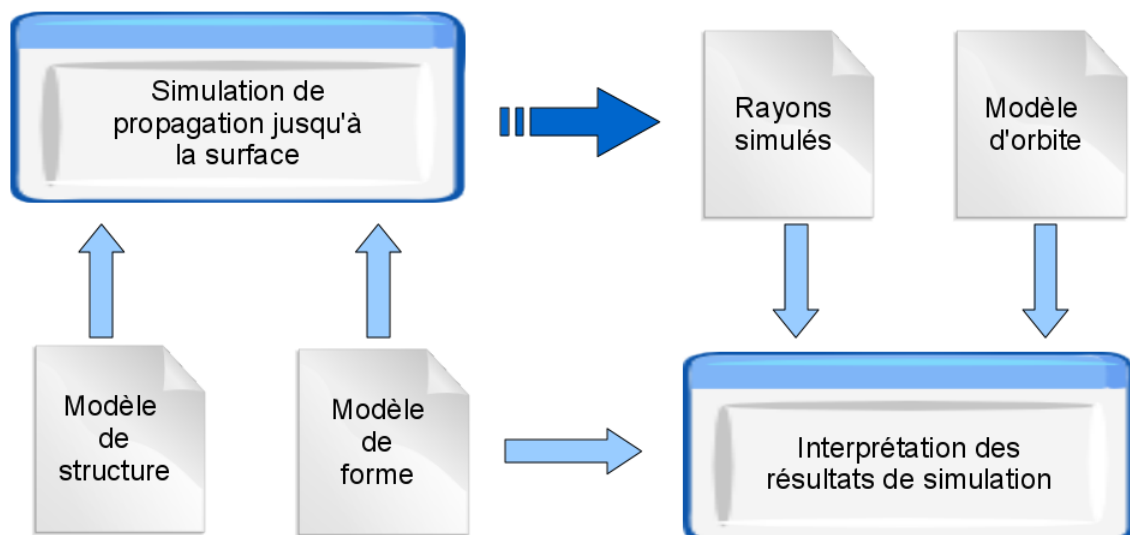 Simulation de
propagation jusqu'à
la surface
Rayons
simulés
Modèle
d'orbite
Modèle
de
structure
Modèle
de
forme
Interprétation des
résultats de simulation